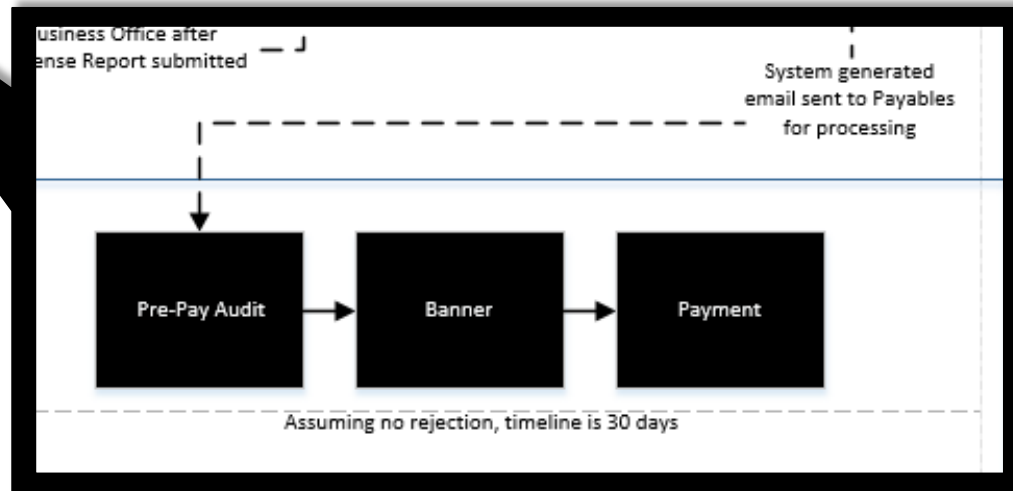 usiness Office after
ense Report submitted
System generated
email sent to Payables
for processing
Pre-Pay Audit
Banner
Payment
Assuming no rejection, timeline is 30 days